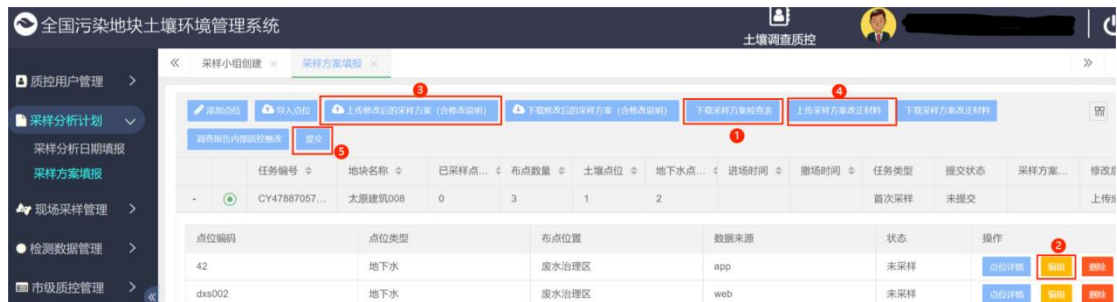 全国污染地块土壤环境管理系统
土壤调查质控
质控用户管理
采样分析计划
采样分析日期填报
采样方案填报
现场采样管理
检测数据管理
市级质控管理
采样小组创建 × 采样方案填报 ×
3 4
添加点位 导入点位 上传修改后的采样方案（含修改说明） 下载修改后的采样方案（含修改说明） 下载采样方案检查表 上传采样方案改正材料 下载采样方案改正材料
1
调查报告内部质控整改 提交
5
任务编号 地块名称 已采样点... 布点数量 土壤点位 地下水点... 进场时间 撤场时间 任务类型 提交状态 采样方案... 修改后
- CY47887057... 太原建筑008 0 3 1 2 首次采样 未提交 上传成
点位编码 点位类型 布点位置 数据来源 状态 操作
2
42 地下水 废水治理区 app 未采样 点位详情 编辑 删除
dxs002 地下水 废水治理区 web 未采样 点位详情 编辑 删除